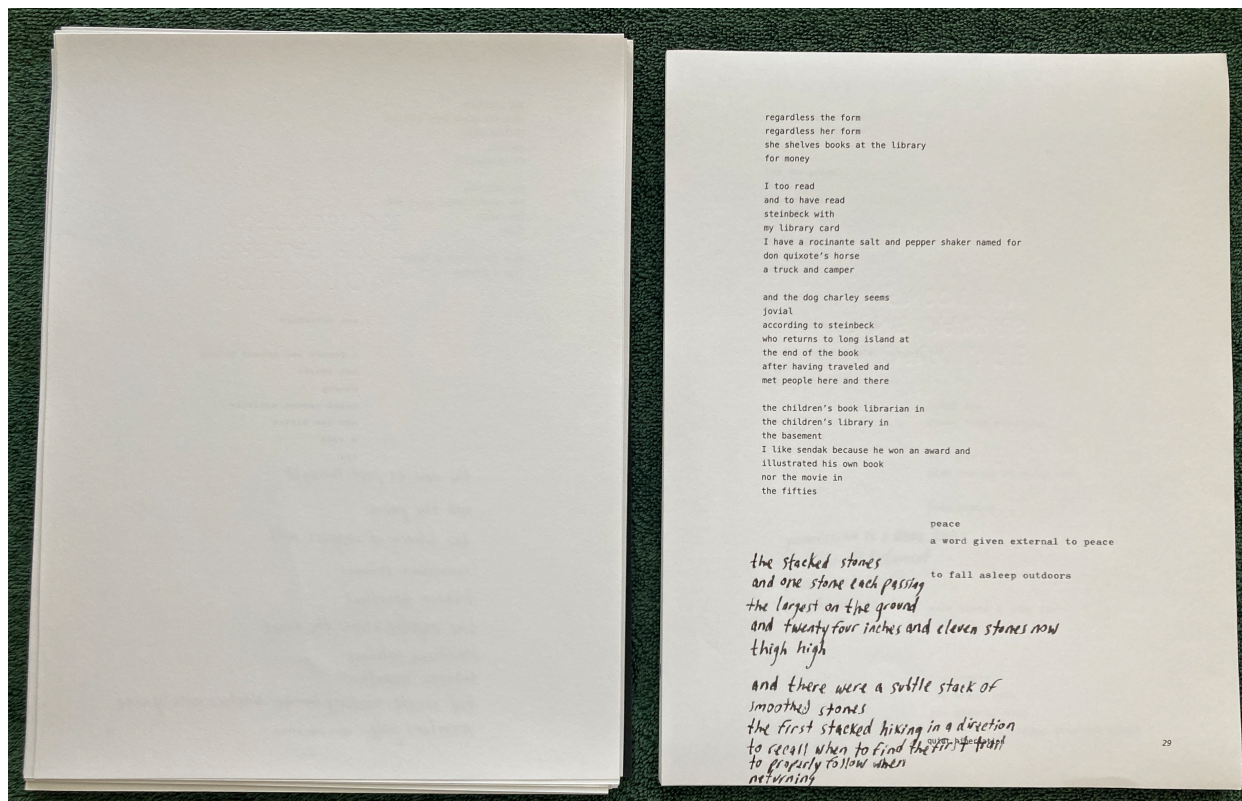 regardless the form
regardless her form
she shelves books at the library
for money
I too read
and to have read
steinbeck with
my library card
I have a rocinante salt and pepper shaker named for
don quixote's horse
a truck and camper
and the dog charley seems
jovial
according to steinbeck
who returns to long island at
the end of the book
after having traveled and
met people here and there
the children's book librarian in
the children's library in
the basement
I like sendak because he won an award and
illustrated his own book
nor the movie in
the fifties
peace
a word given external to peace
to fall asleep outdoors
the stacked stones
and one stone each passing
the largest on the ground
and twenty four inches and eleven stones now
thigh high
and there were a subtle stack of
smoothed stones
the first stacked hiking in a direction
to recall when to find the first trail
to properly follow when
returning
29